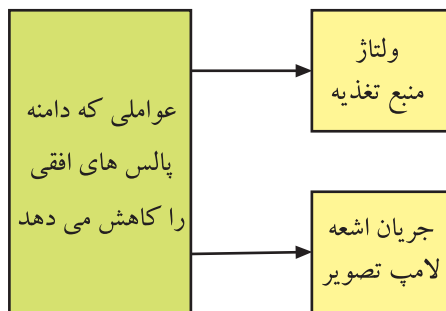 ولتاژ
منبع تغذیه
عواملی که دامنه
پالس های افقی
را کاهش می دهد
جریان اشعه
لامپ تصویر